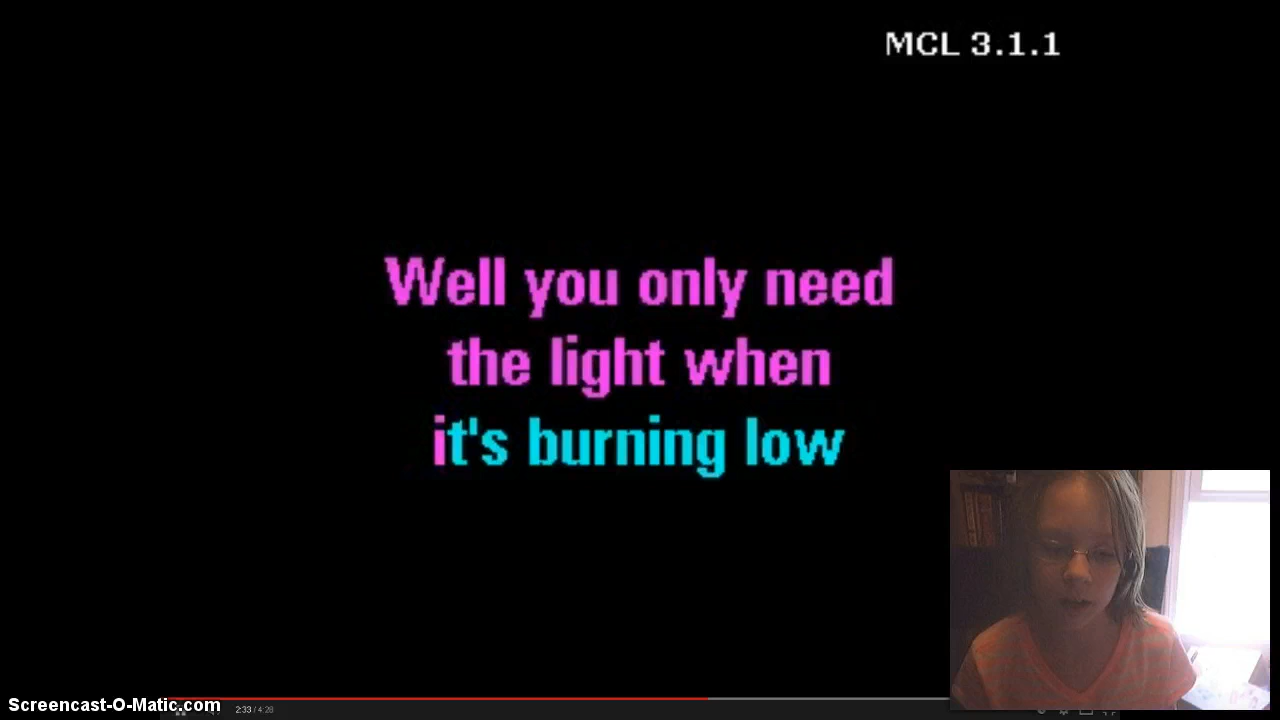 MCL 3.1.1
Well you only need
the light when
it's burning low
Screencast-O-Matic.com
2:33 / 4:28